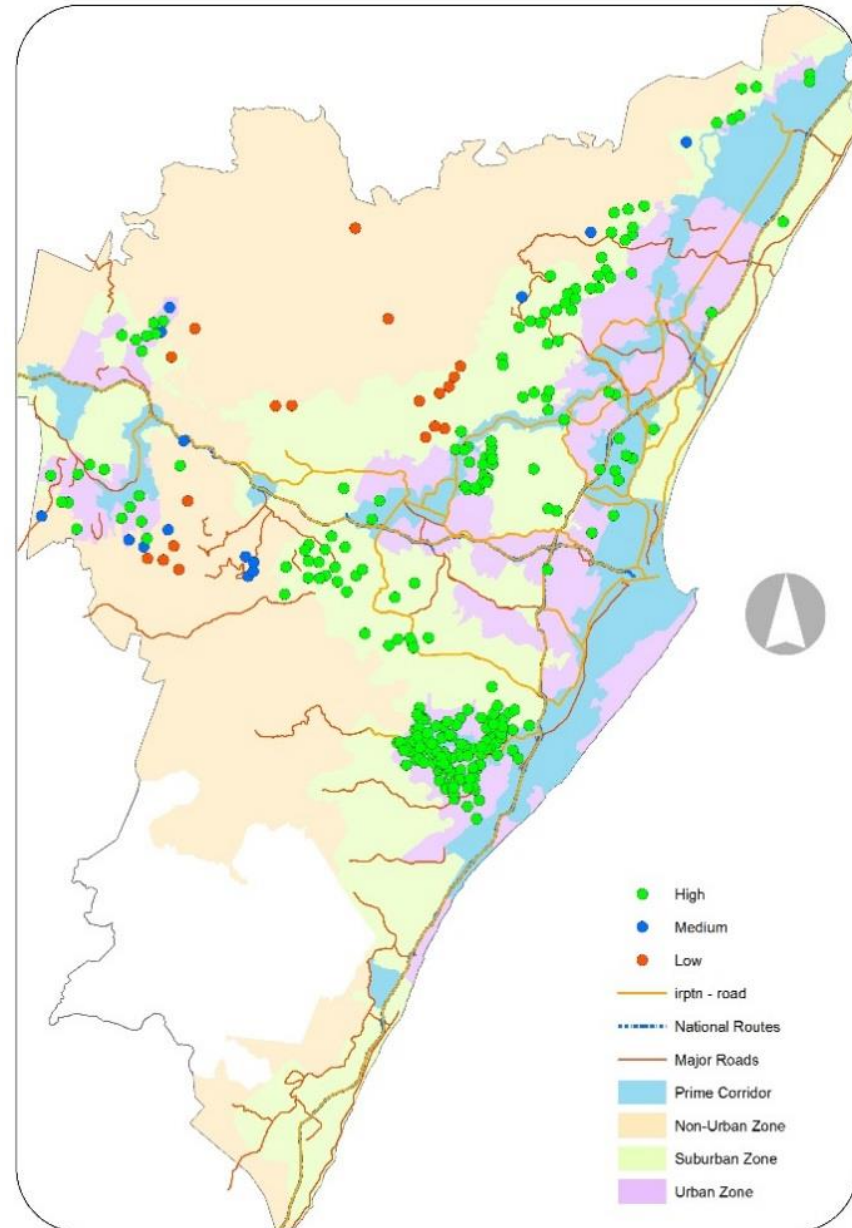 High
Medium
Low
irptn - road
National Routes
Major Roads
Prime Corridor
Non-Urban Zone
Suburban Zone
Urban Zone